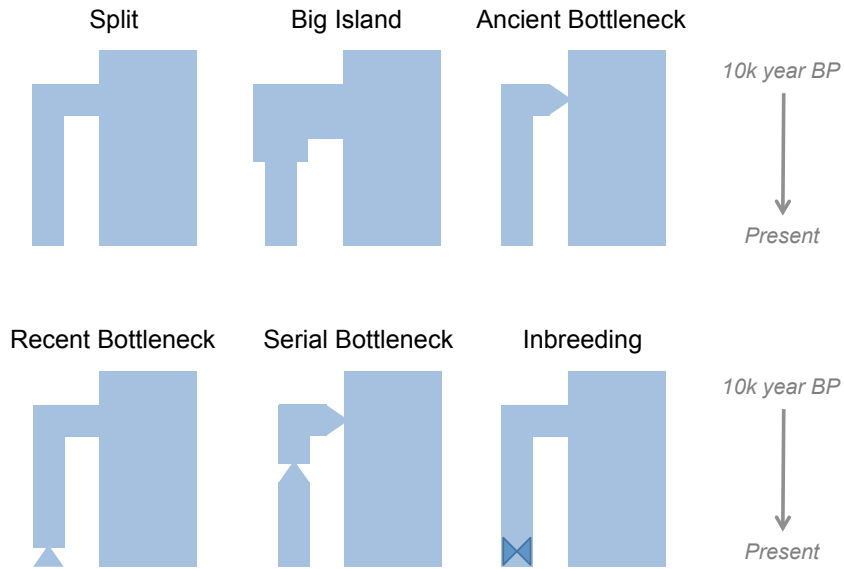 Split
Big Island
Ancient Bottleneck
10k year BP
Present
Recent Bottleneck
Serial Bottleneck
Inbreeding
10k year BP
Present